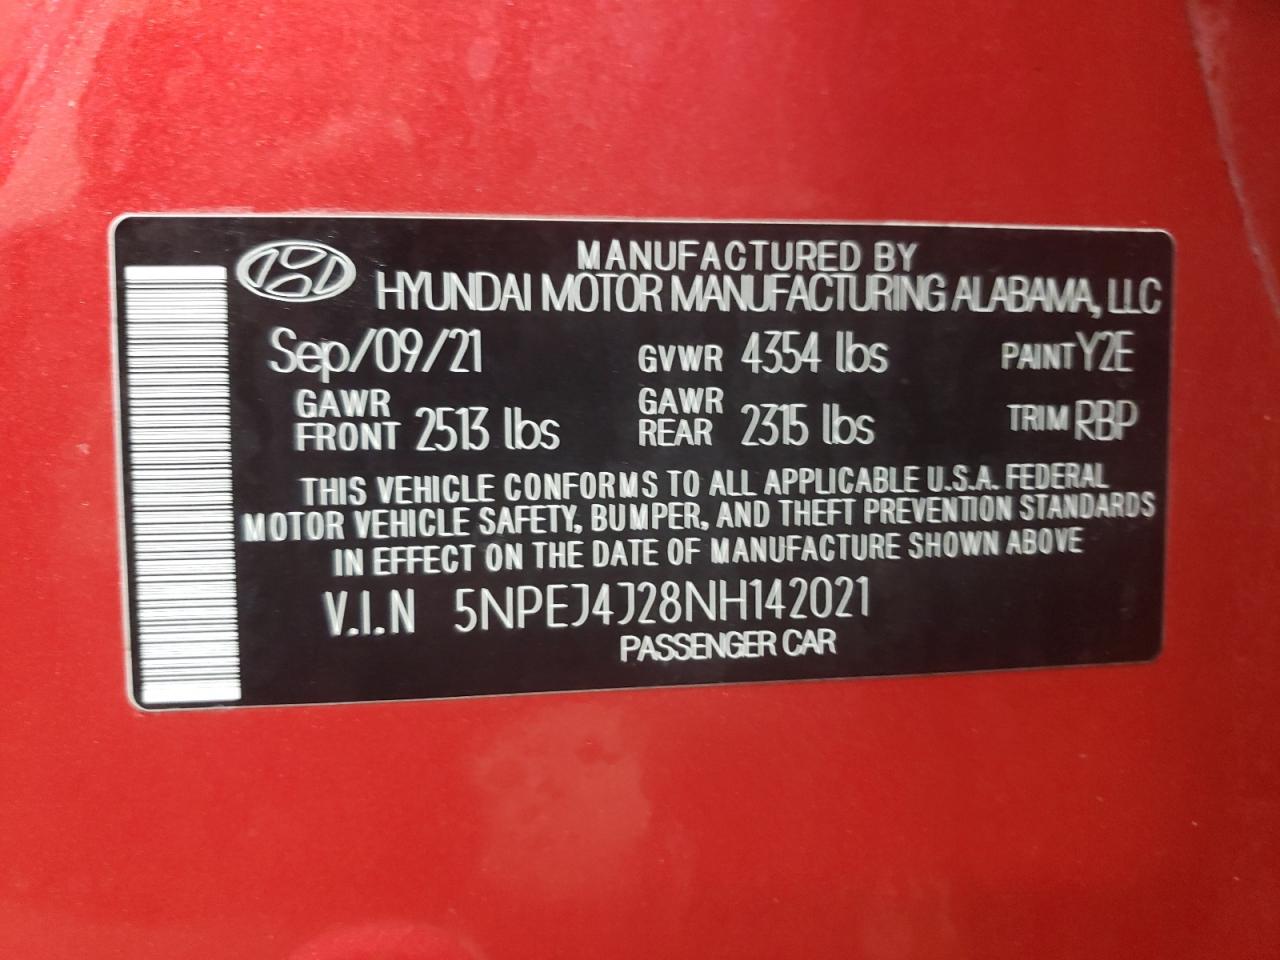 MANUFACTURED BY
HYUNDAI MOTOR MANUFACTURING ALABAMA, LLC
Sep/09/21 GVWR 4354 lbs PAINT Y2E
GAWR FRONT 2513 lbs GAWR REAR 2315 lbs TRIM RBP
THIS VEHICLE CONFORMS TO ALL APPLICABLE U.S.A. FEDERAL
MOTOR VEHICLE SAFETY, BUMPER, AND THEFT PREVENTION STANDARDS
IN EFFECT ON THE DATE OF MANUFACTURE SHOWN ABOVE
V.I.N 5NPEJ4J28NH142021
PASSENGER CAR